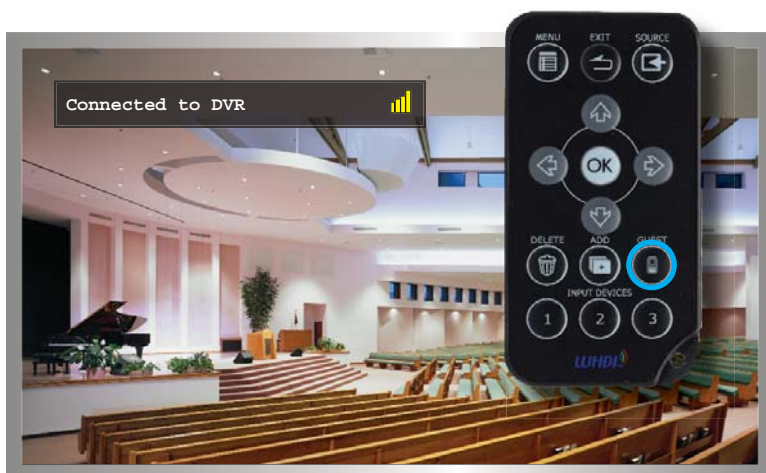 Connected to DVR
MENU EXIT SOURCE
OK
DELETE ADD GUEST
INPUT DEVICES
1 2 3
WHDI